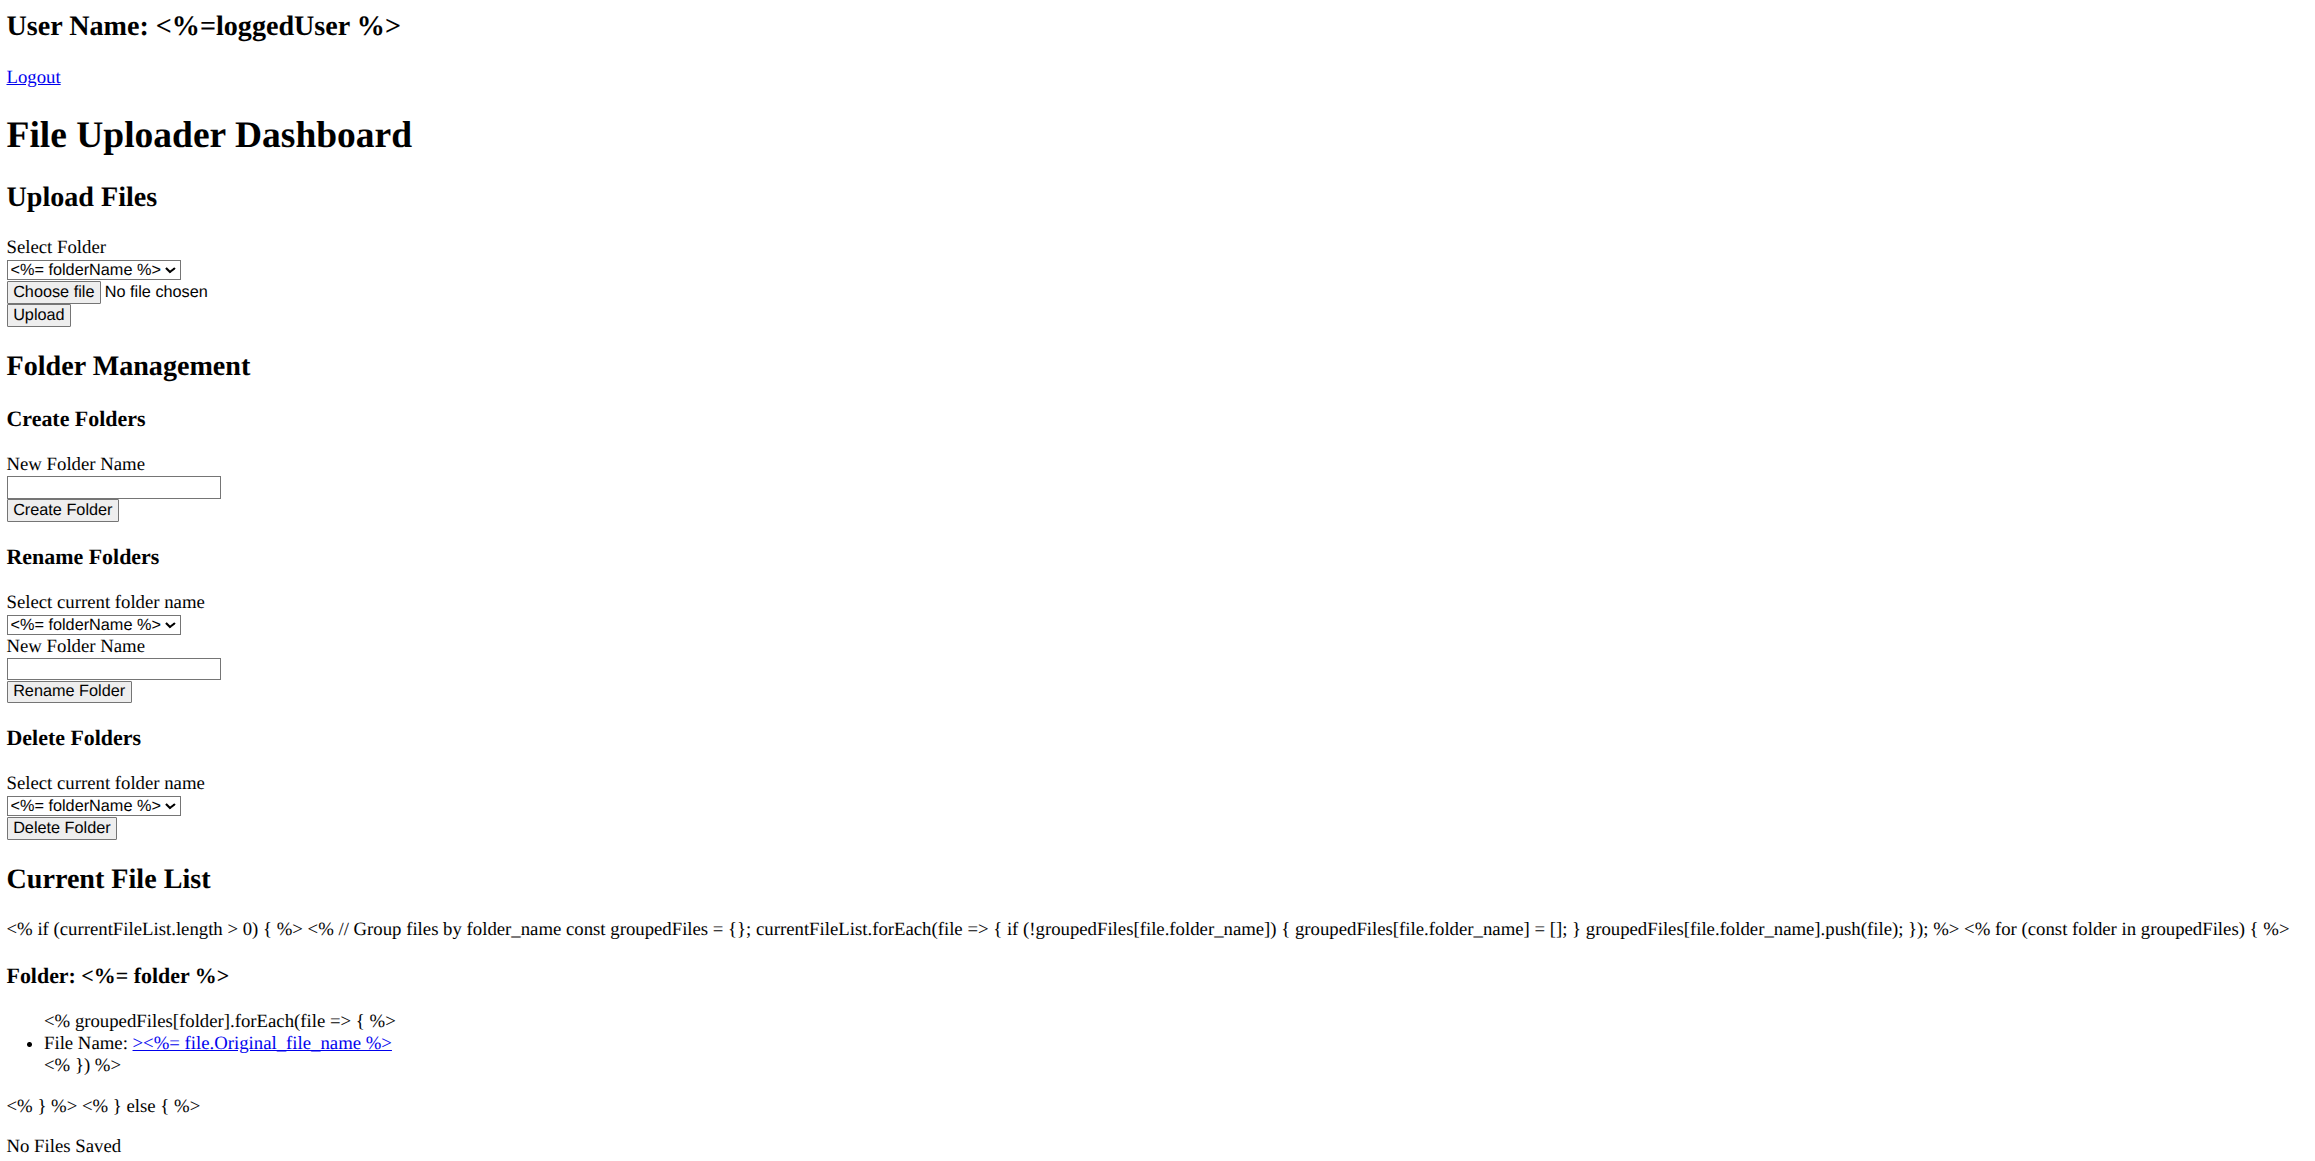 User Name: <%=loggedUser %>
Logout
File Uploader Dashboard
Upload Files
Select Folder
<%= folderName %>
Choose file No file chosen
Upload
Folder Management
Create Folders
New Folder Name
Create Folder
Rename Folders
Select current folder name
<%= folderName %>
New Folder Name
Rename Folder
Delete Folders
Select current folder name
<%= folderName %>
Delete Folder
Current File List
<% if (currentFileList.length > 0) { %> <% // Group files by folder_name const groupedFiles = {}; currentFileList.forEach(file => { if (!groupedFiles[file.folder_name]) { groupedFiles[file.folder_name] = []; } groupedFiles[file.folder_name].push(file); }); %> <% for (const folder in groupedFiles) { %>
Folder: <%= folder %>
<% groupedFiles[folder].forEach(file => { %>
• File Name: ><%= file.Original_file_name %>
<% }) %>
<% } %> <% } else { %>
No Files Saved